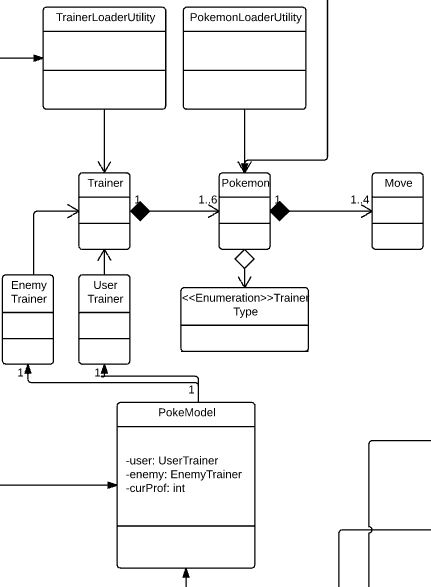 TrainerLoaderUtility
PokemonLoaderUtility
Trainer
1
1..6
Pokemon
1
1..4
Move
Enemy
Trainer
User
Trainer
<<Enumeration>>Trainer
Type
1
1
1
PokeModel
-user: UserTrainer
-enemy: EnemyTrainer
-curProf: int